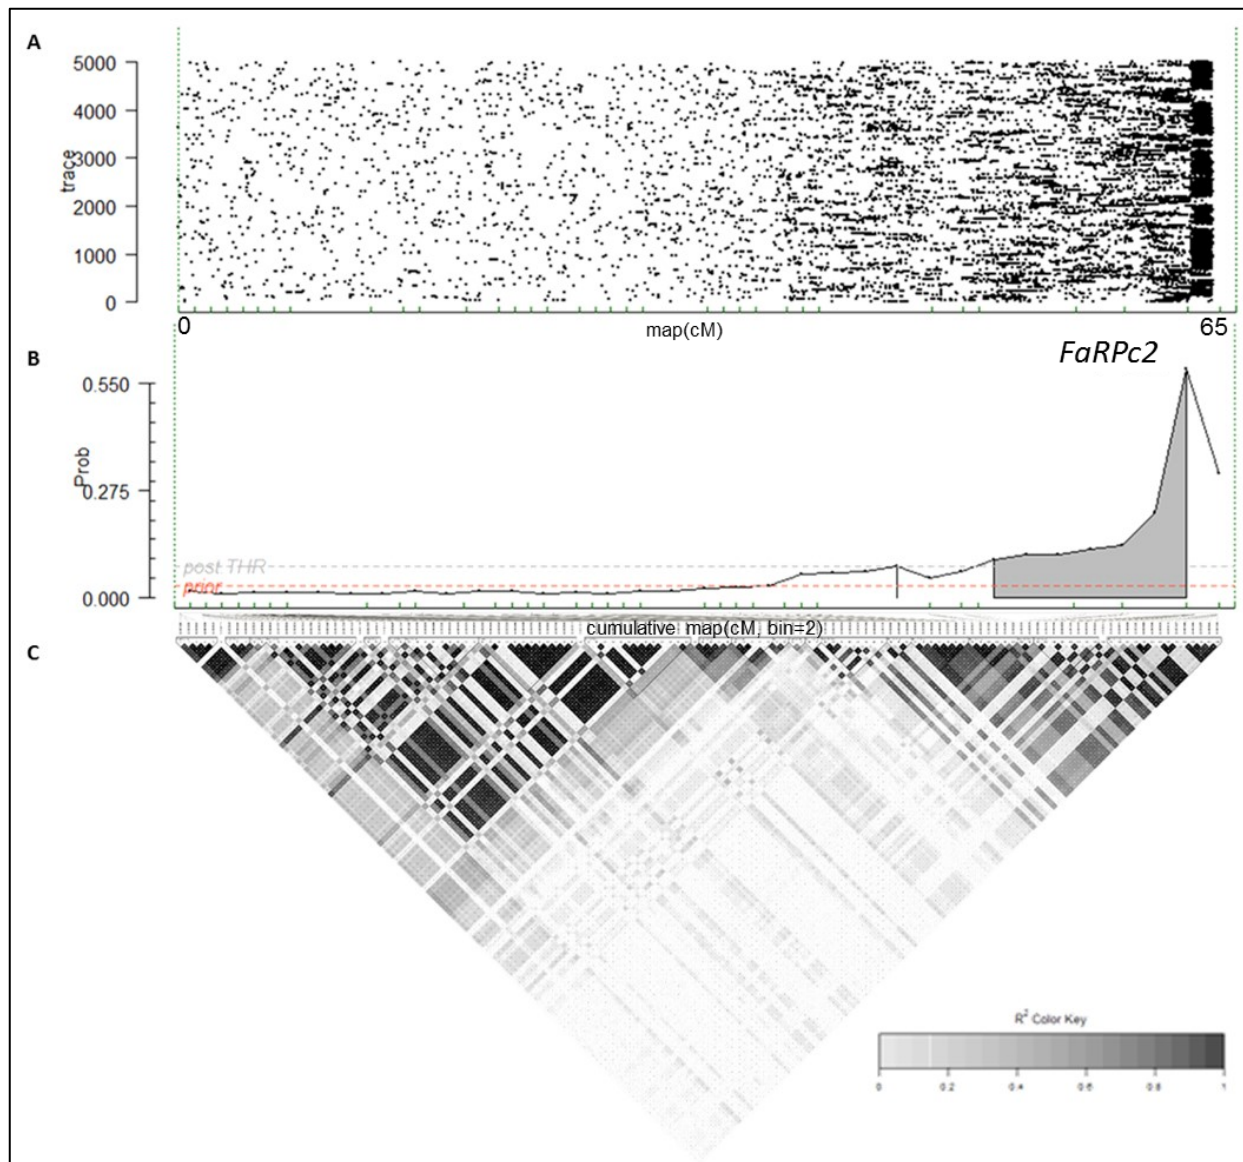 A
5000
4000
3000
2000
1000
0
trace
0
65
map(cM)
B
FaRPc2
0.550
0.275
0.000
Prob
post THR
prior
cumulative map(cM, bin=2)
C
R² Color Key
0 0.2 0.4 0.6 0.8 1